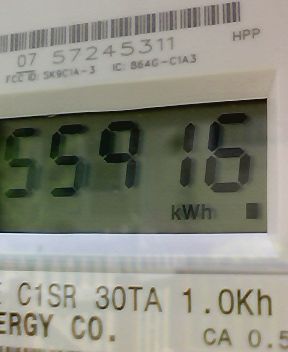 07 57245311
HPP
FCC ID: SK9C1A-3 IC: 864G-C1A3
55916
kWh
C1SR 30TA 1.0Kh
ERGY CO.
CA 0.5